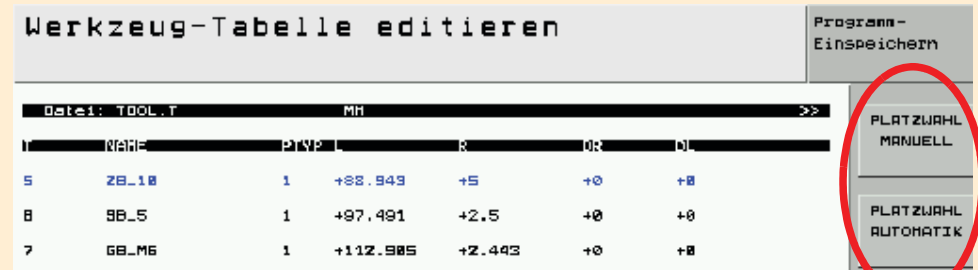 Werkzeug-Tabelle editieren
Programm-
Einspeichern
Datei: TOOL.T MM >>
T NAME PTYP L R DR DL
PLATZWAHL
MANUELL
5 ZB_10 1 +88.943 +5 +0 +0
8 SB_5 1 +97.491 +2.5 +0 +0
PLATZWAHL
AUTOMATIK
7 GB_M6 1 +112.905 +2.443 +0 +0